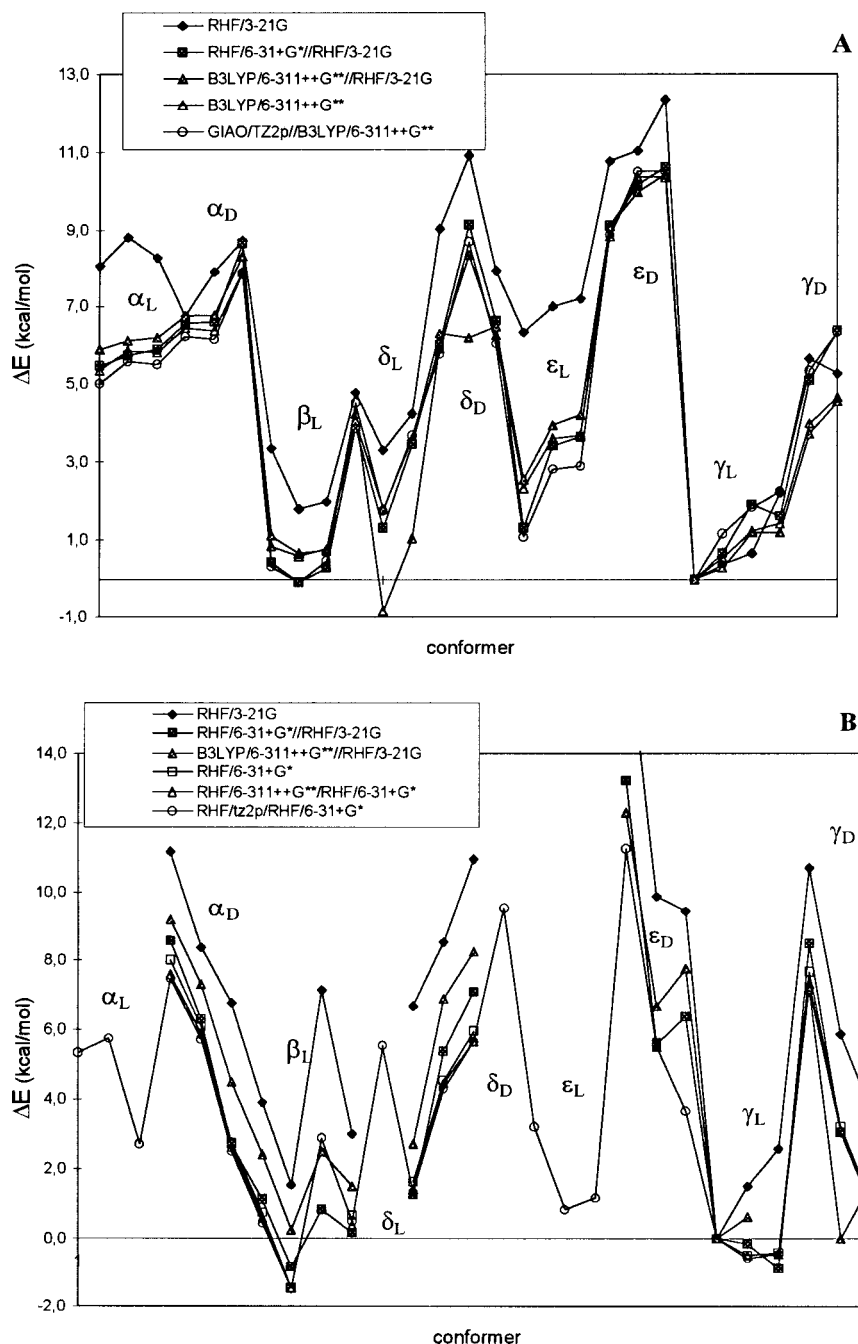 RHF/3-21G
RHF/6-31+G*//RHF/3-21G
B3LYP/6-311++G**//RHF/3-21G
B3LYP/6-311++G**
GIAO/TZ2p//B3LYP/6-311++G**
A
13,0
11,0
9,0
7,0
5,0
3,0
1,0
-1,0
ΔE (kcal/mol)
αL
αD
βL
δL
δD
εL
εD
γL
γD
conformer
RHF/3-21G
RHF/6-31+G*//RHF/3-21G
B3LYP/6-311++G**//RHF/3-21G
RHF/6-31+G*
RHF/6-311++G**/RHF/6-31+G*
RHF/tz2p/RHF/6-31+G*
B
14,0
12,0
10,0
8,0
6,0
4,0
2,0
0,0
-2,0
ΔE (kcal/mol)
αL
αD
βL
δL
δD
εL
εD
γL
γD
conformer